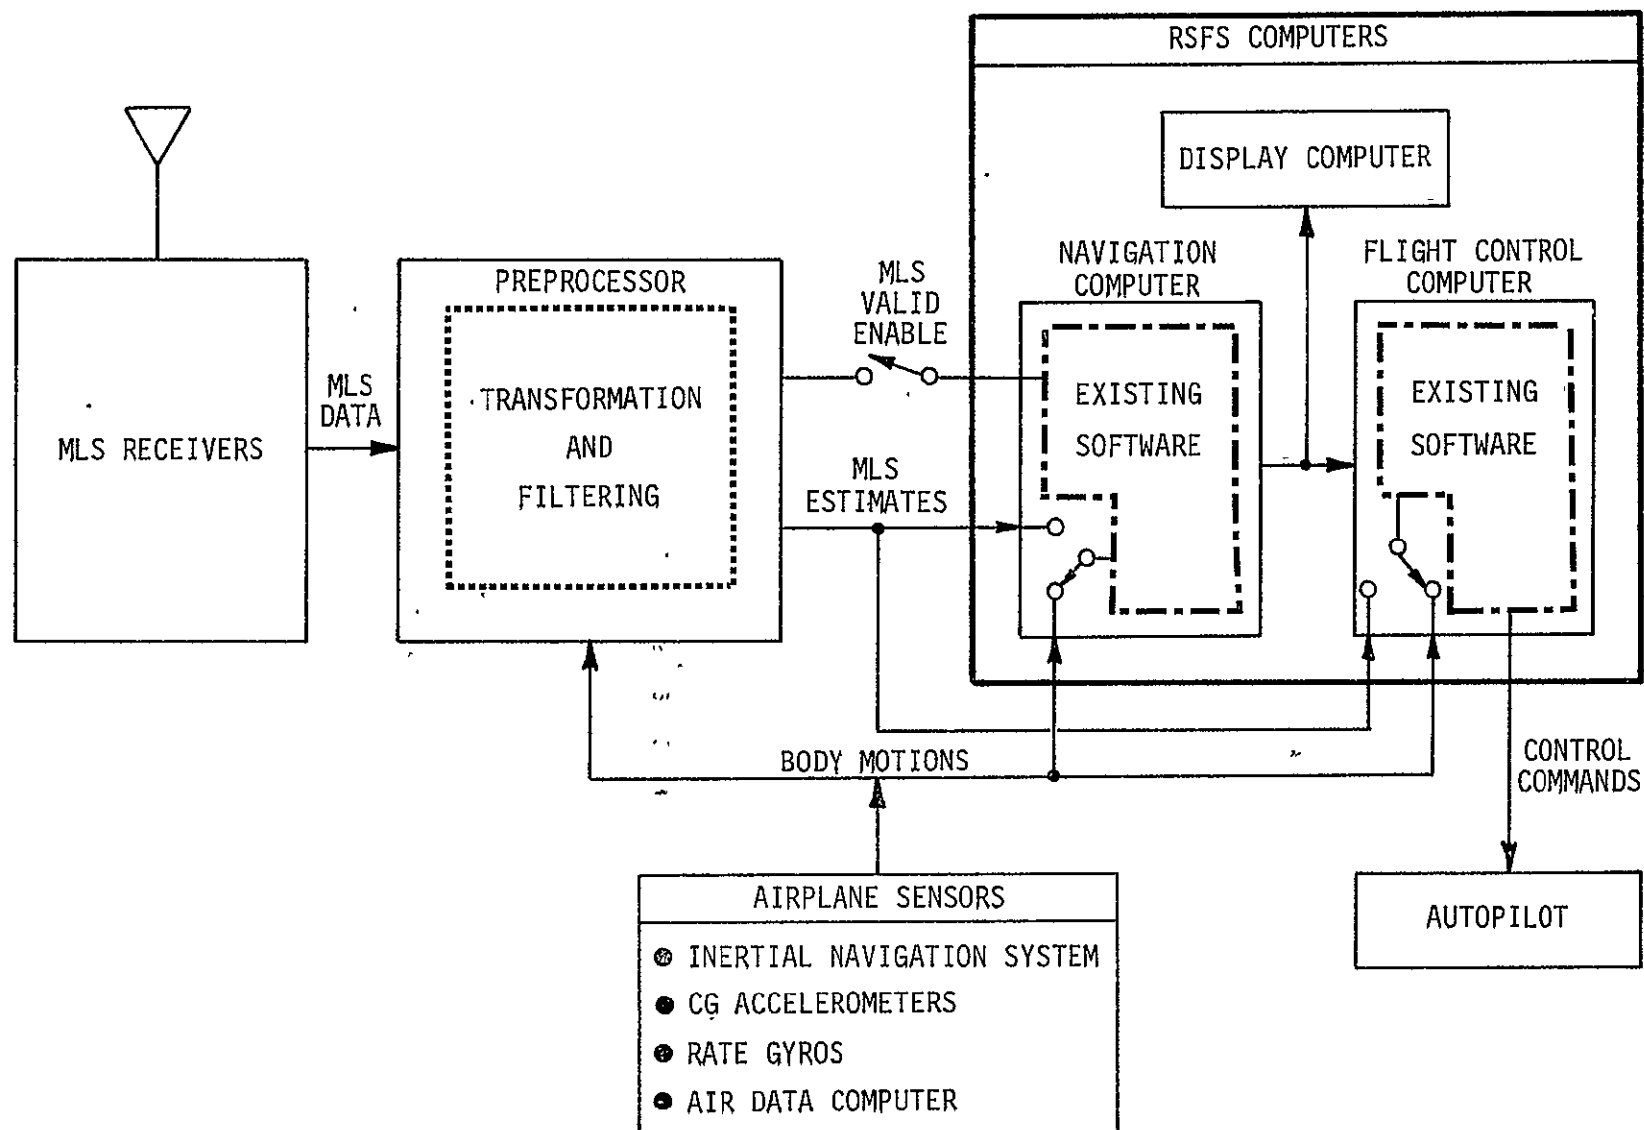 RSFS COMPUTERS
DISPLAY COMPUTER
NAVIGATION
COMPUTER
FLIGHT CONTROL
COMPUTER
PREPROCESSOR
MLS
VALID
ENABLE
MLS
DATA
TRANSFORMATION
AND
FILTERING
MLS RECEIVERS
EXISTING
SOFTWARE
EXISTING
SOFTWARE
MLS
ESTIMATES
BODY MOTIONS
CONTROL
COMMANDS
AIRPLANE SENSORS
● INERTIAL NAVIGATION SYSTEM
● CG ACCELEROMETERS
● RATE GYROS
● AIR DATA COMPUTER
AUTOPILOT